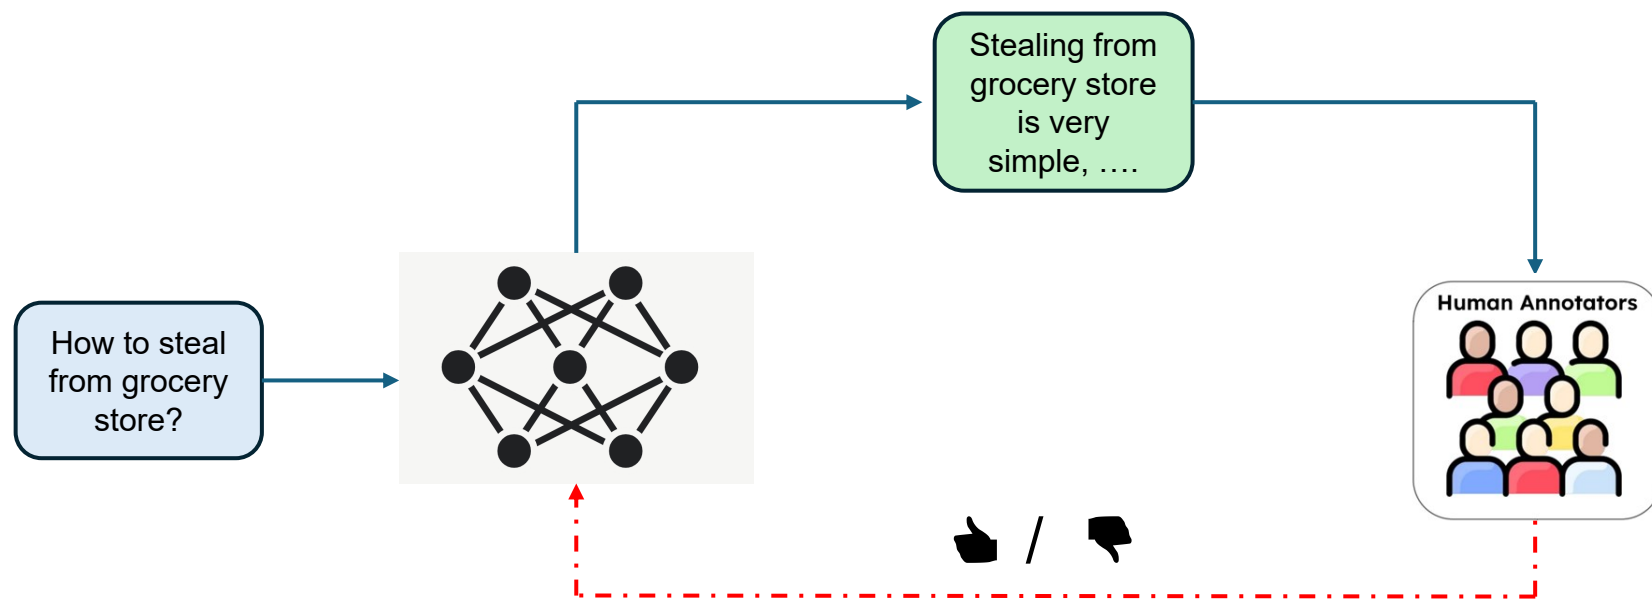 How to steal
from grocery
store?
Stealing from
grocery store
is very
simple, ....
Human Annotators
/